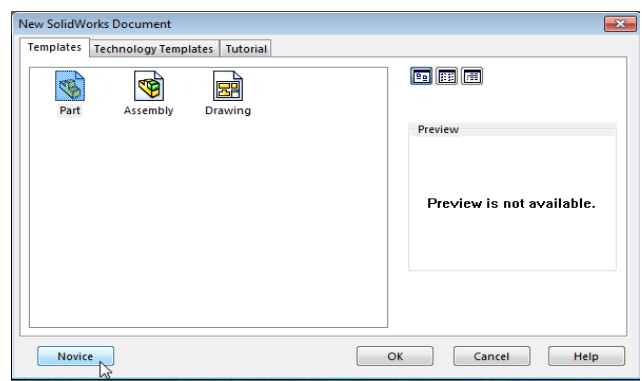 New SolidWorks Document
Templates Technology Templates Tutorial
Part Assembly Drawing
Preview
Preview is not available.
Novice OK Cancel Help